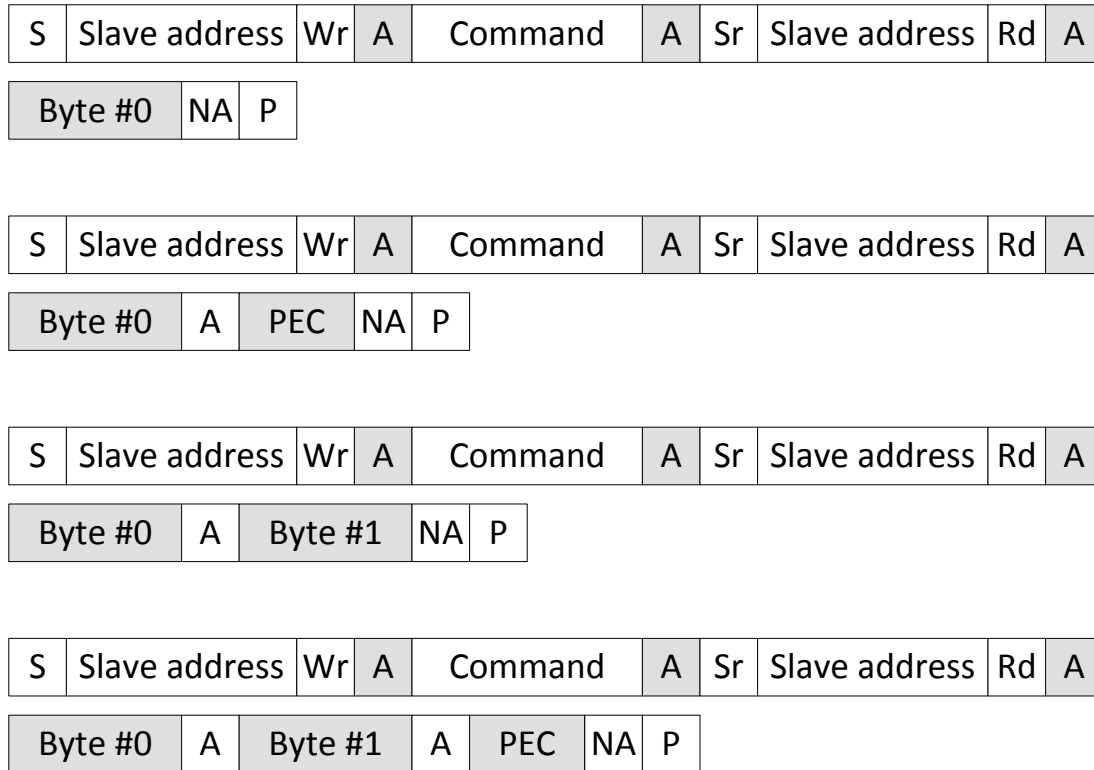 S Slave address Wr A Command A Sr Slave address Rd A
Byte #0 NA P
S Slave address Wr A Command A Sr Slave address Rd A
Byte #0 A PEC NA P
S Slave address Wr A Command A Sr Slave address Rd A
Byte #0 A Byte #1 NA P
S Slave address Wr A Command A Sr Slave address Rd A
Byte #0 A Byte #1 A PEC NA P